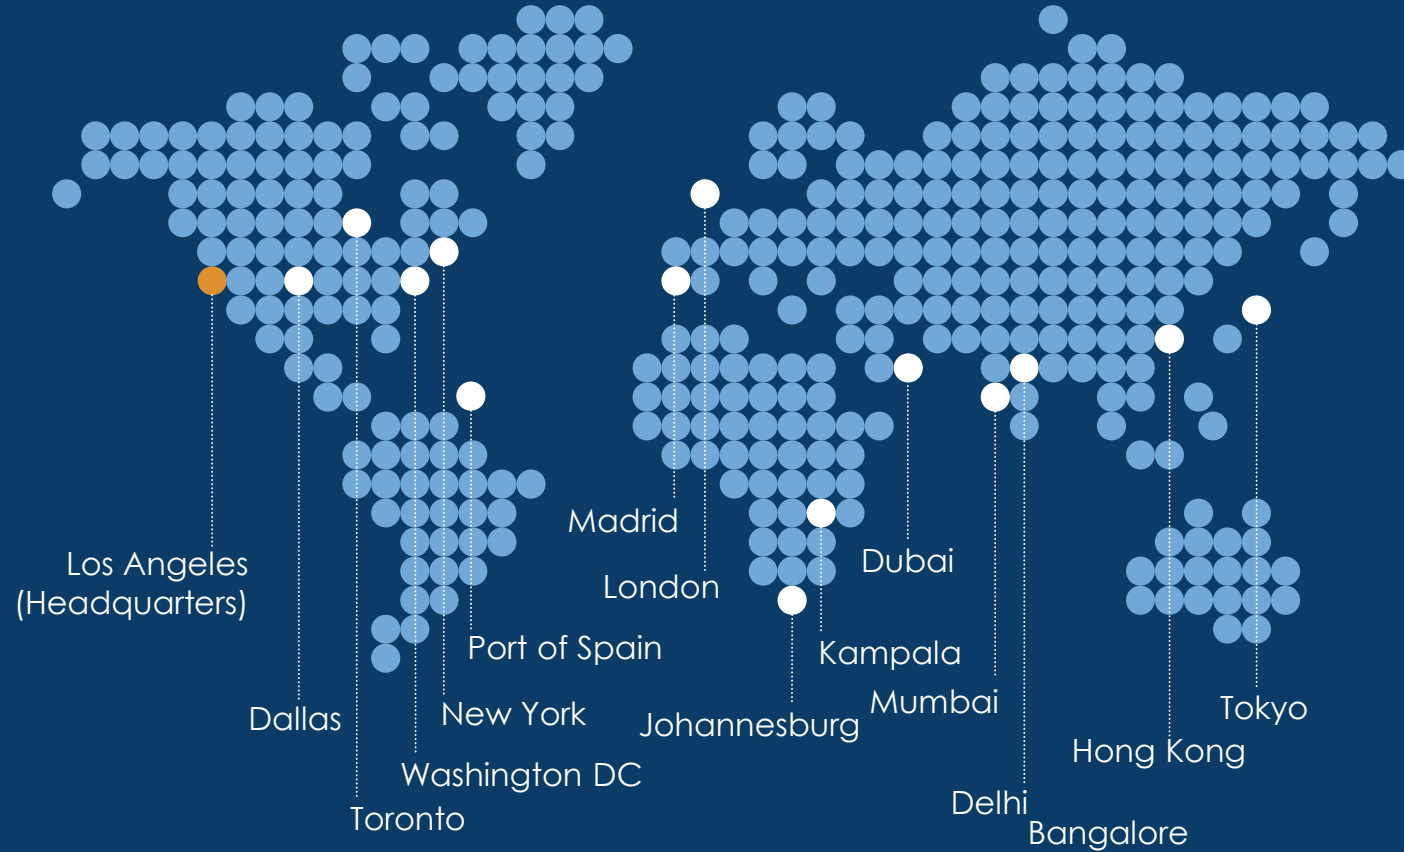 Madrid
Dubai
Los Angeles
(Headquarters)
London
Port of Spain
Kampala
Mumbai
Dallas
New York
Johannesburg
Tokyo
Hong Kong
Washington DC
Delhi
Toronto
Bangalore